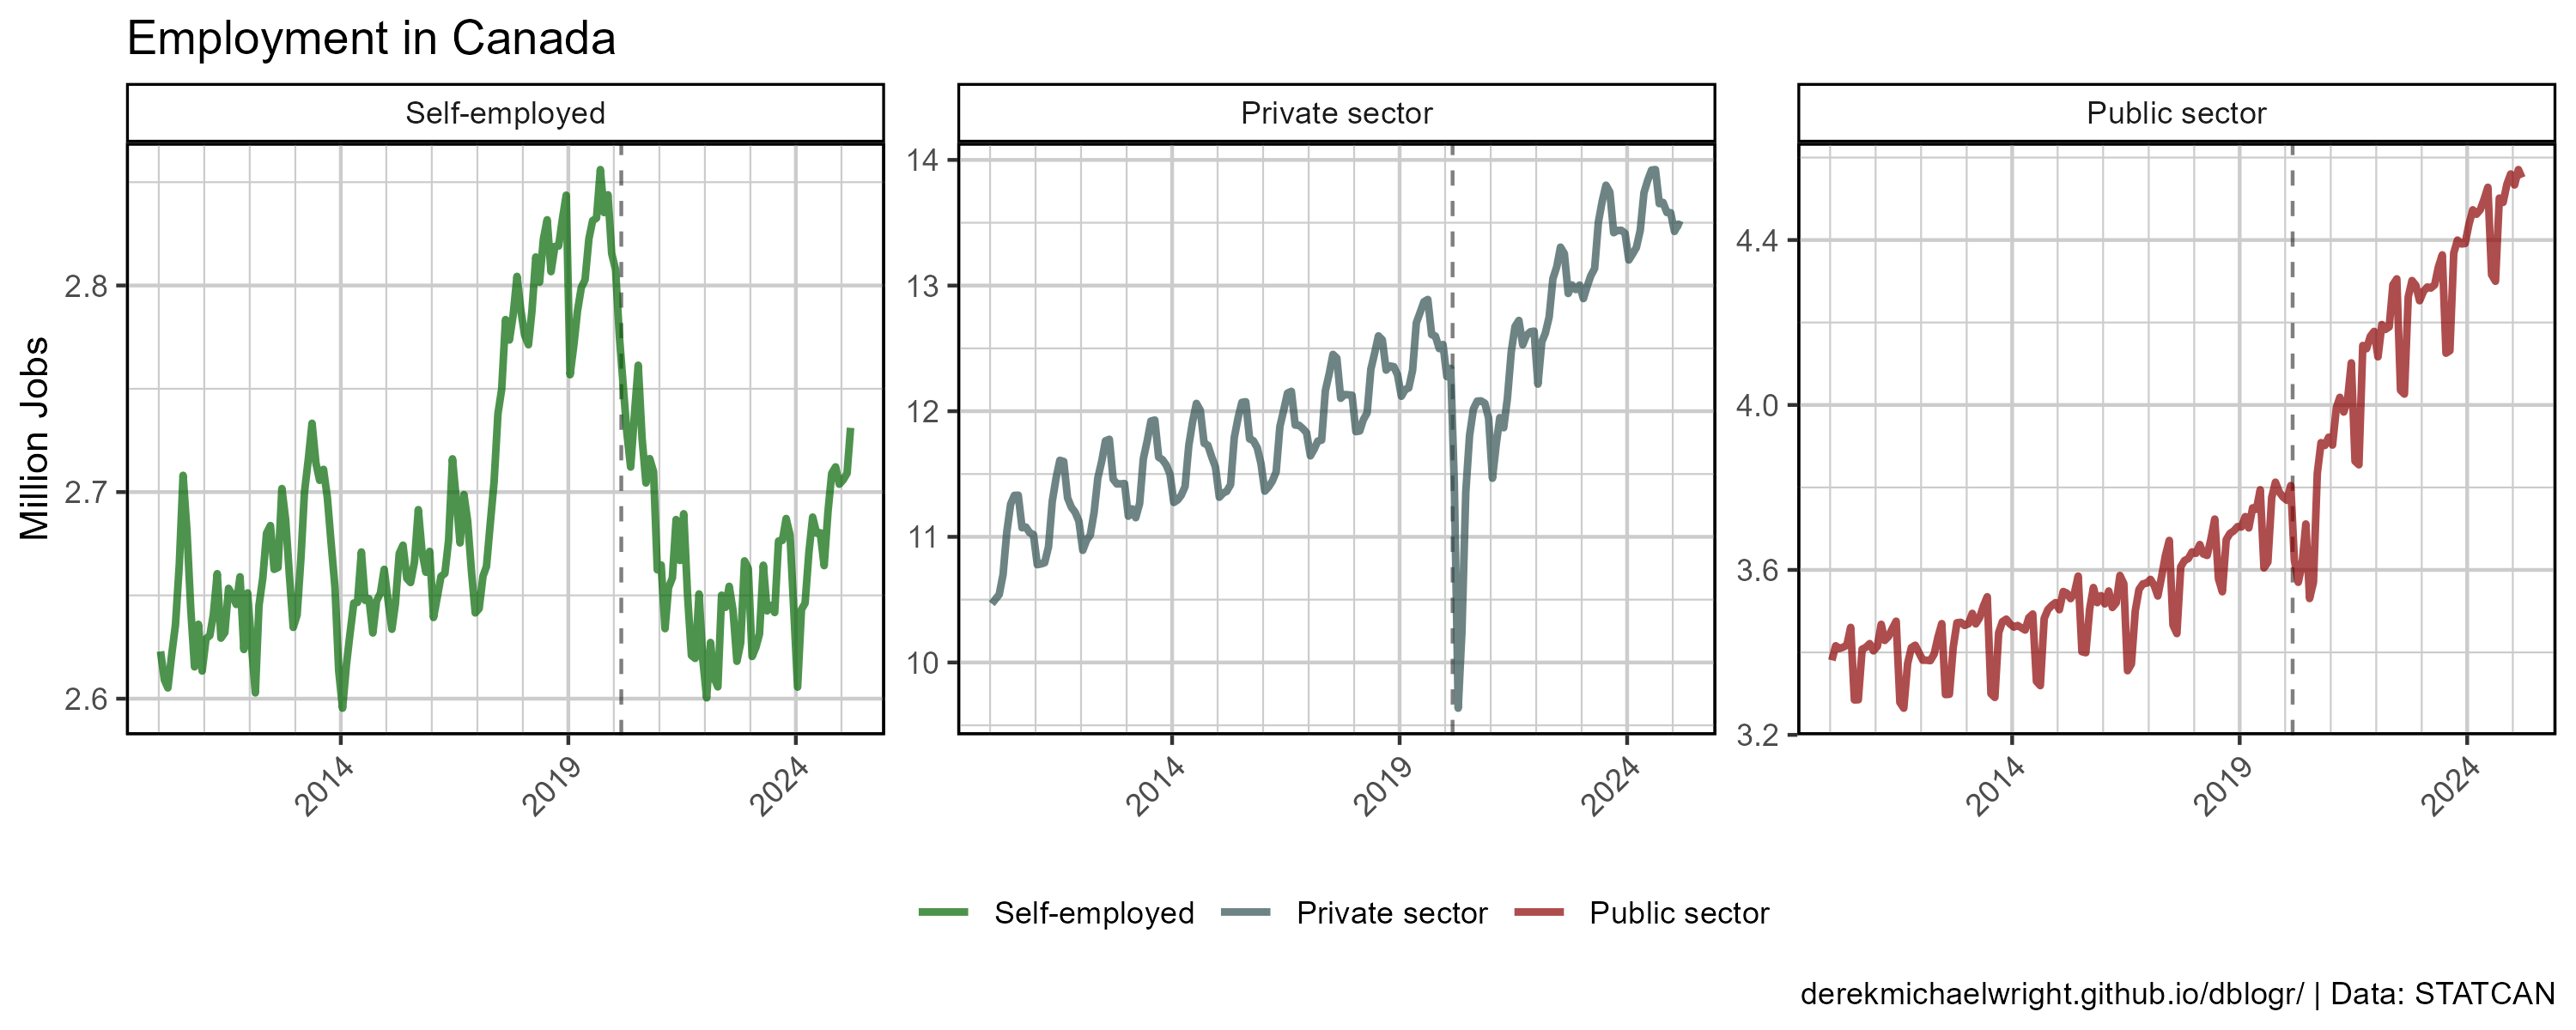 Employment in Canada
Self-employed
Private sector
Public sector
Million Jobs
2.8
2.7
2.6
2014
2019
2024
14
13
12
11
10
2014
2019
2024
4.4
4.0
3.6
3.2
2014
2019
2024
Self-employed
Private sector
Public sector
derekmichaelwright.github.io/dblogr/ | Data: STATCAN